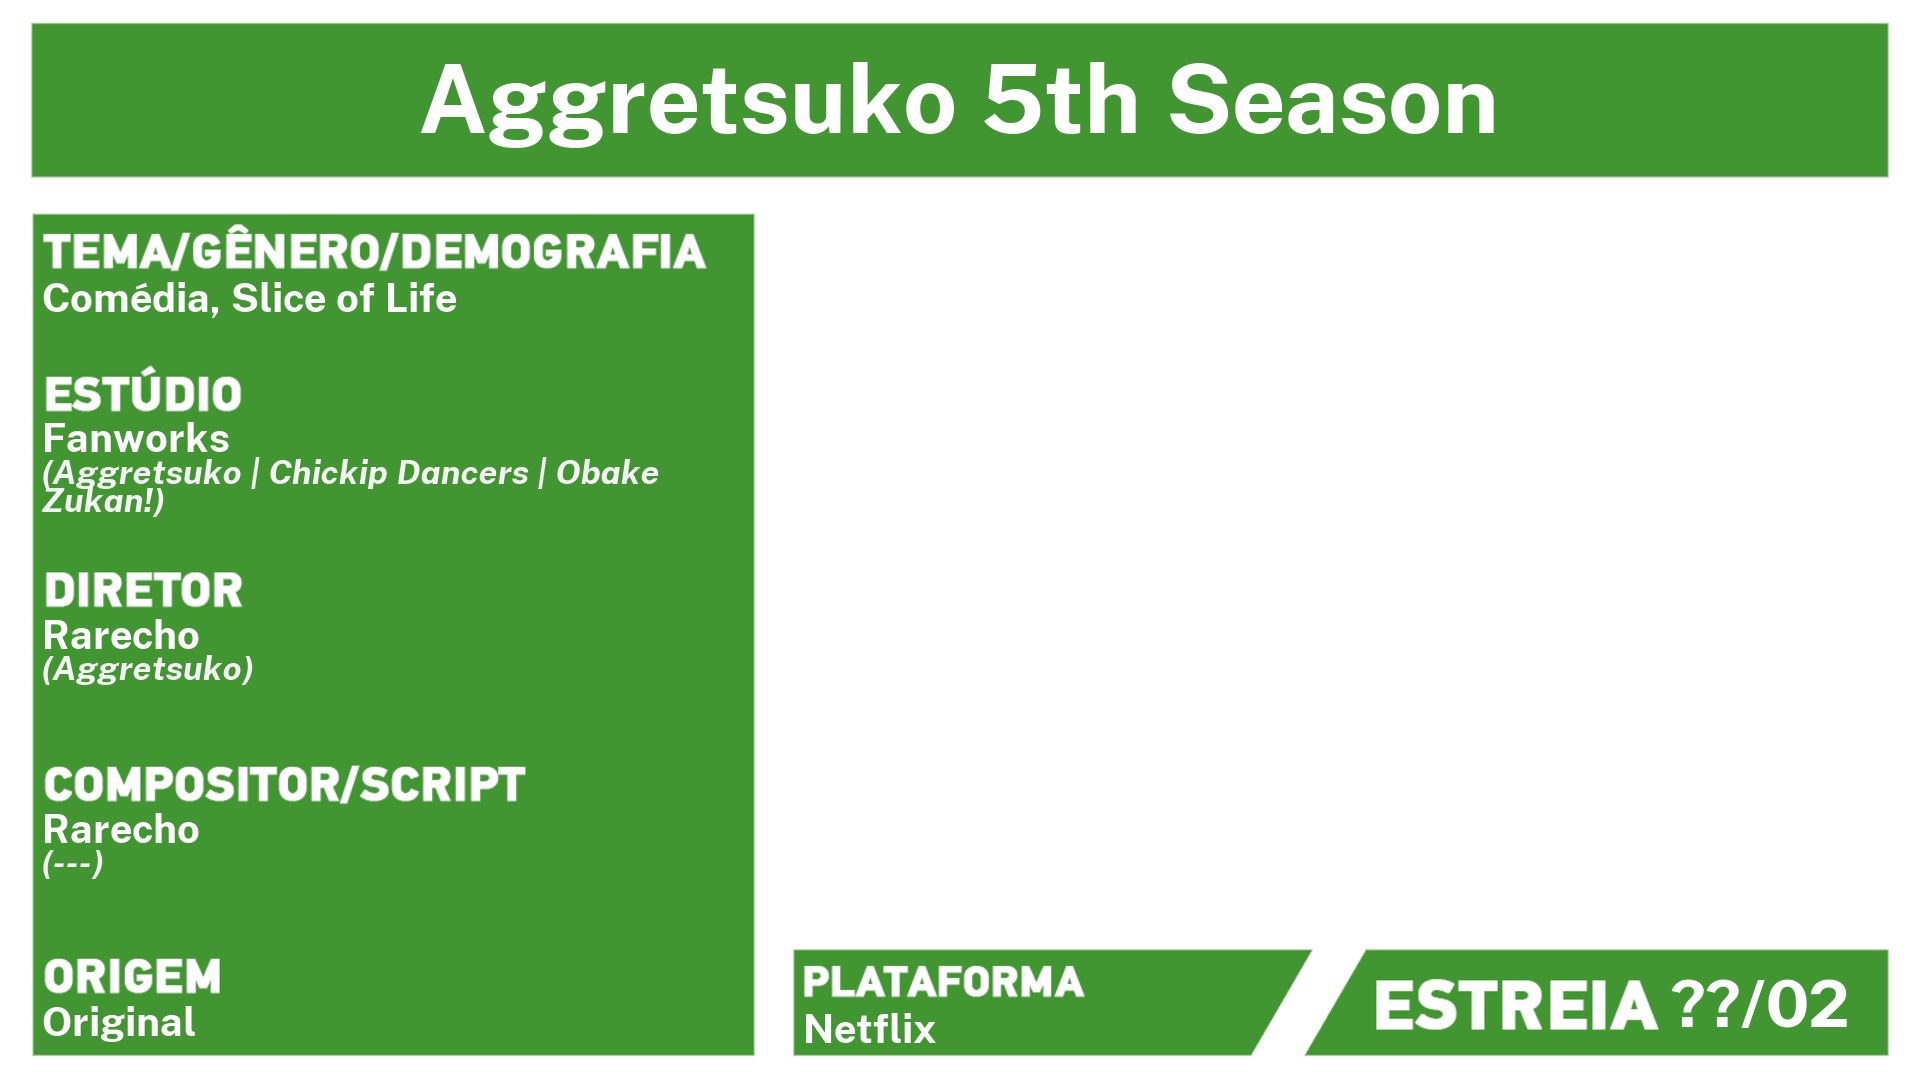 Aggretsuko 5th Season
TEMA/GÊNERO/DEMOGRAFIA
Comédia, Slice of Life
ESTÚDIO
Fanworks
(Aggretsuko | Chickip Dancers | Obake
Zukan!)
DIRETOR
Rarecho
(Aggretsuko)
COMPOSITOR/SCRIPT
Rarecho
(---)
ORIGEM
Original
PLATAFORMA
Netflix
ESTREIA ??/02